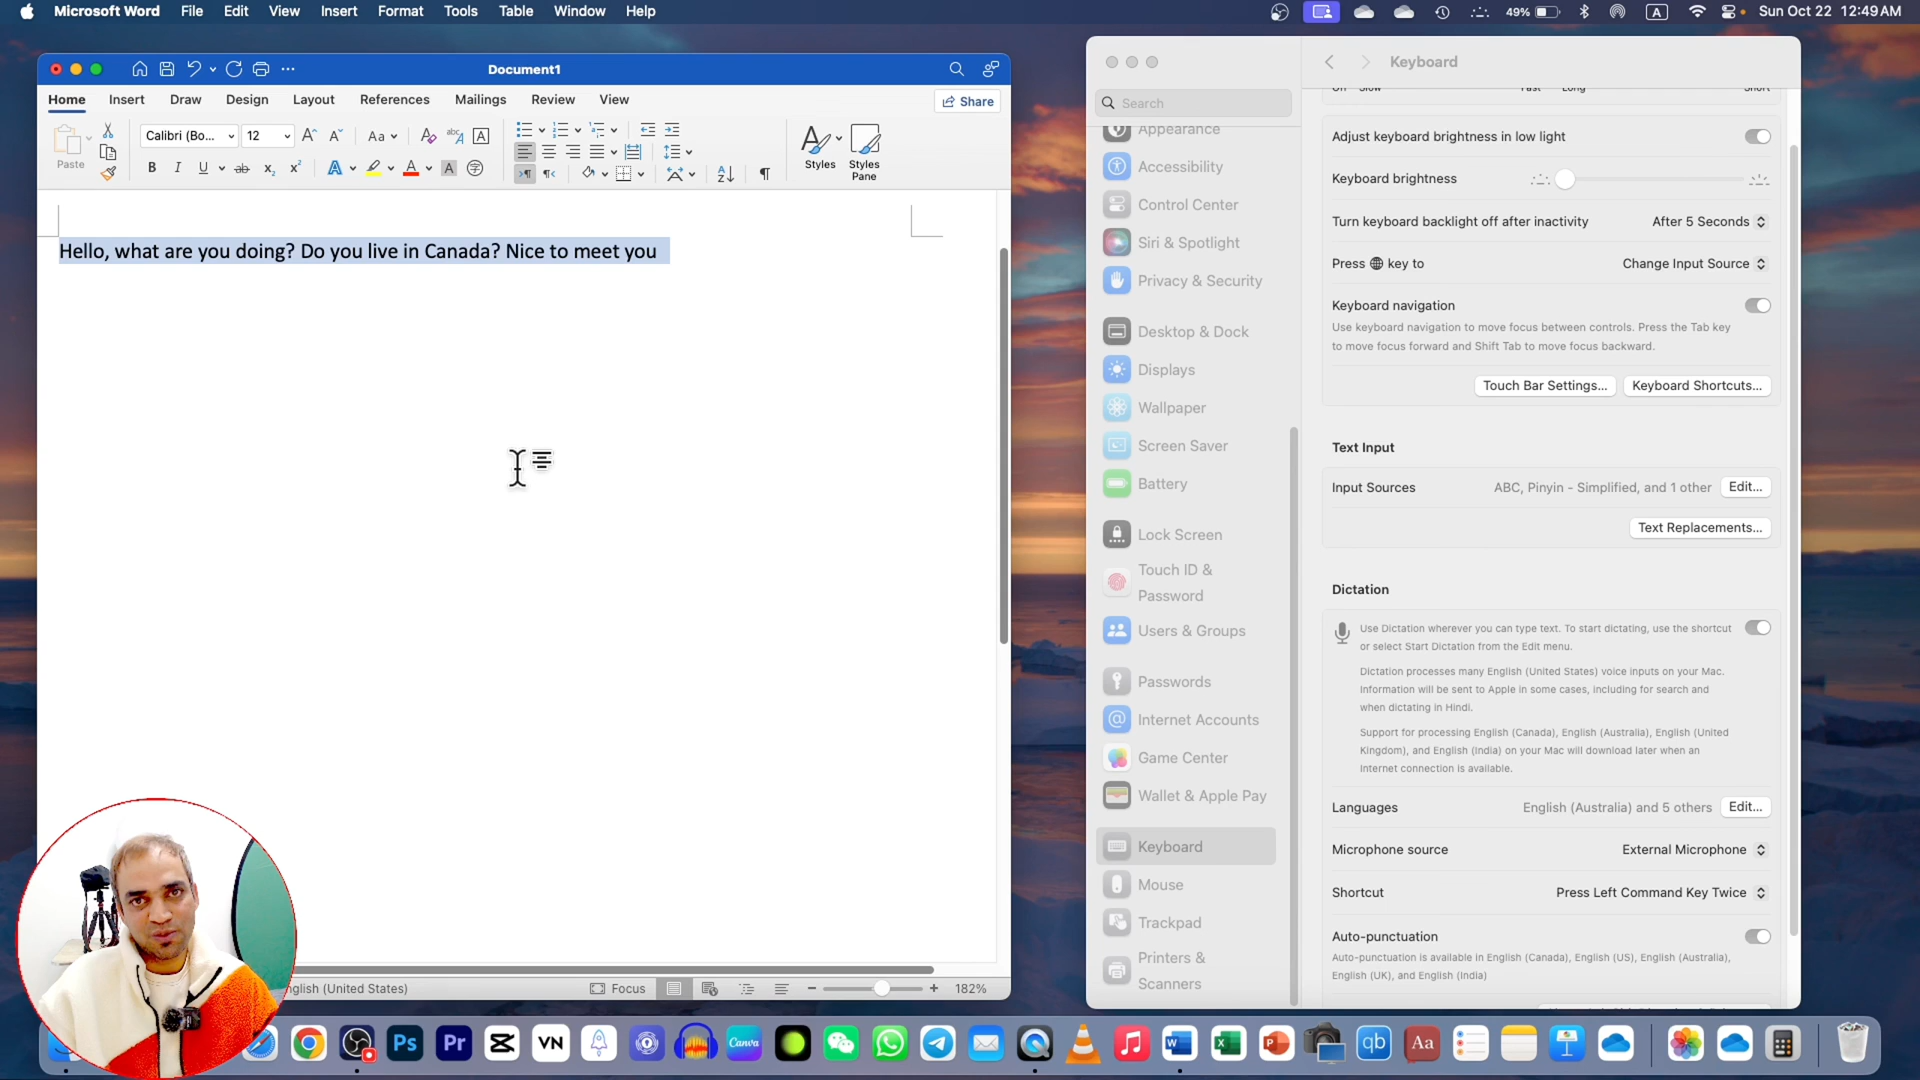 Microsoft Word File Edit View Insert Format Tools Table Window Help
49% A Sun Oct 22 12:49AM
Document1
Home Insert Draw Design Layout References Mailings Review View Share
Paste
Calibri (Bo... 12
Styles
Styles Pane
Hello, what are you doing? Do you live in Canada? Nice to meet you
English (United States) Focus 182%
Search
Appearance
Accessibility
Control Center
Siri & Spotlight
Privacy & Security
Desktop & Dock
Displays
Wallpaper
Screen Saver
Battery
Lock Screen
Touch ID &
Password
Users & Groups
Passwords
Internet Accounts
Game Center
Wallet & Apple Pay
Keyboard
Mouse
Trackpad
Printers &
Scanners
Keyboard
Off Slow Fast Long Short
Adjust keyboard brightness in low light
Keyboard brightness
Turn keyboard backlight off after inactivity After 5 Seconds
Press key to Change Input Source
Keyboard navigation
Use keyboard navigation to move focus between controls. Press the Tab key
to move focus forward and Shift Tab to move focus backward.
Touch Bar Settings... Keyboard Shortcuts...
Text Input
Input Sources ABC, Pinyin - Simplified, and 1 other Edit...
Text Replacements...
Dictation
Use Dictation wherever you can type text. To start dictating, use the shortcut
or select Start Dictation from the Edit menu.
Dictation processes many English (United States) voice inputs on your Mac.
Information will be sent to Apple in some cases, including for search and
when dictating in Hindi.
Support for processing English (Canada), English (Australia), English (United
Kingdom), and English (India) on your Mac will download later when an
Internet connection is available.
Languages English (Australia) and 5 others Edit...
Microphone source External Microphone
Shortcut Press Left Command Key Twice
Auto-punctuation
Auto-punctuation is available in English (Canada), English (US), English (Australia),
English (UK), and English (India)
Ps Pr VN Canva qb Aa